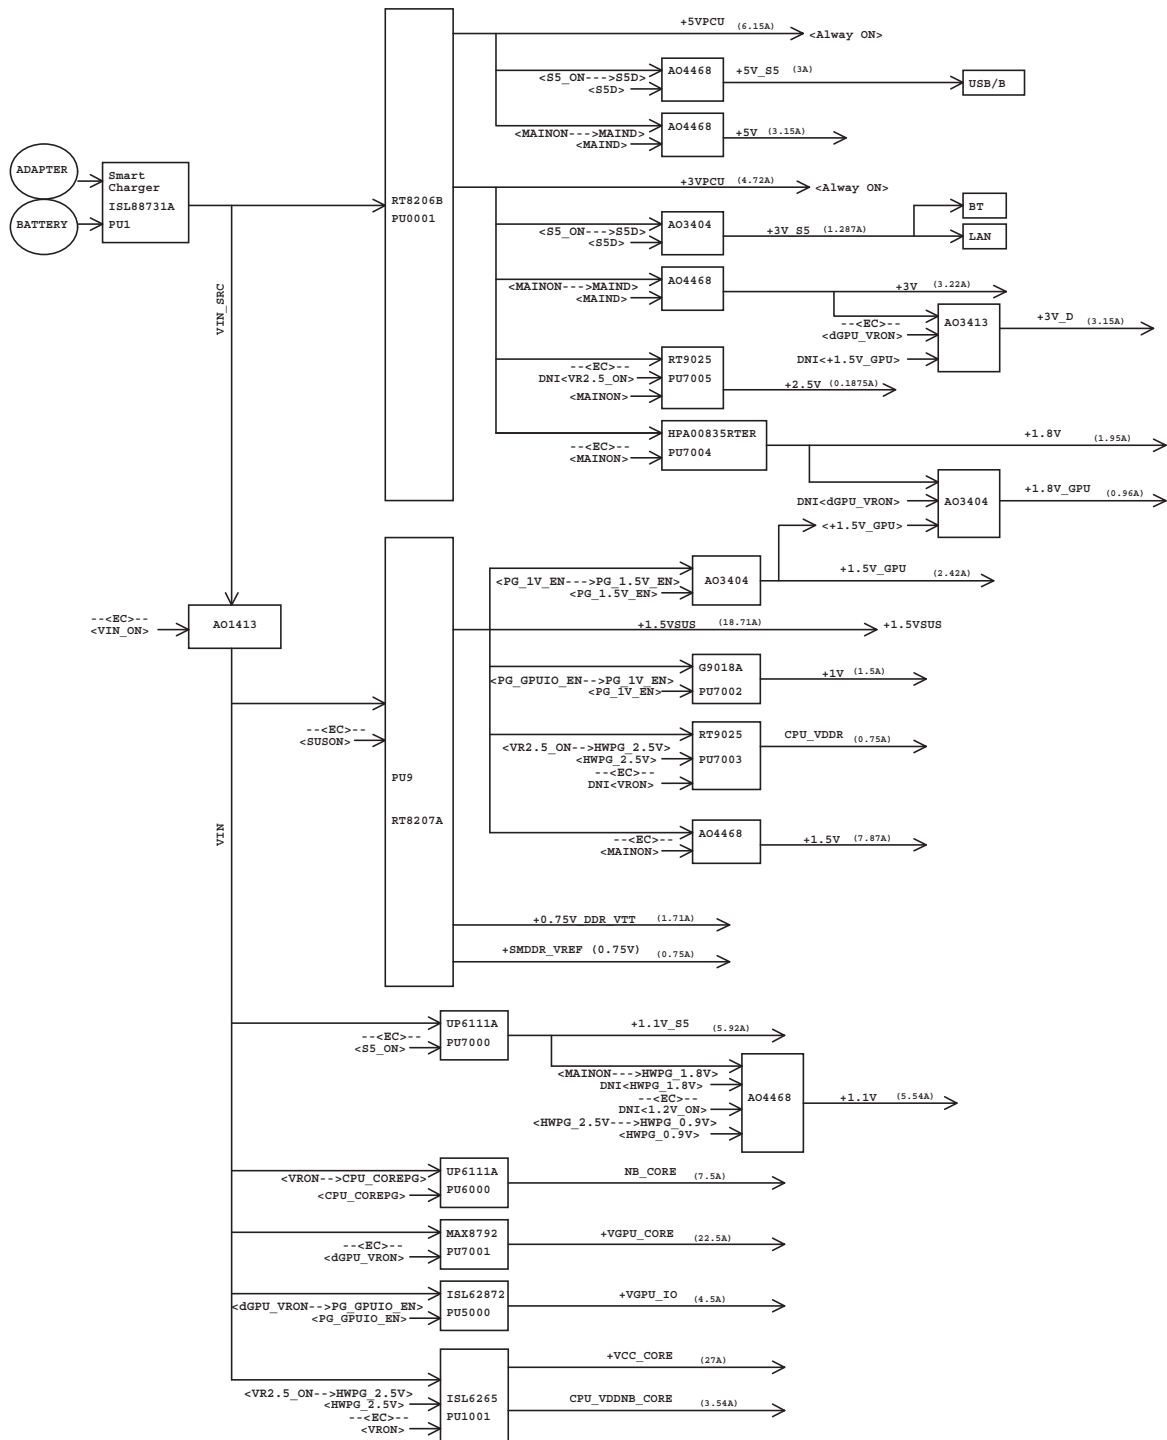 +5VPCU (6.15A)
<Alway ON>
<S5_ON--->S5D>
<S5D>
AO4468
+5V_S5 (3A)
USB/B
<MAINON--->MAIND>
<MAIND>
AO4468
+5V (3.15A)
ADAPTER
BATTERY
Smart
Charger
ISL88731A
PU1
RT8206B
PU0001
+3VPCU (4.72A)
<Alway ON>
<S5_ON--->S5D>
<S5D>
AO3404
+3V_S5 (1.287A)
BT
LAN
<MAINON--->MAIND>
<MAIND>
AO4468
+3V (3.22A)
--<EC>--
<dGPU_VRON>
DNI<+1.5V_GPU>
AO3413
+3V_D (3.15A)
VIN_SRC
--<EC>--
DNI<VR2.5_ON>
<MAINON>
RT9025
PU7005
+2.5V (0.1875A)
--<EC>--
<MAINON>
HPA00835RTER
PU7004
+1.8V (1.95A)
DNI<dGPU_VRON>
<+1.5V_GPU>
AO3404
+1.8V_GPU (0.96A)
<PG_1V_EN--->PG_1.5V_EN>
<PG_1.5V_EN>
AO3404
+1.5V_GPU (2.42A)
--<EC>--
<VIN_ON>
AO1413
+1.5VSUS (18.71A)
+1.5VSUS
<PG_GPUIO_EN-->PG_1V_EN>
<PG_1V_EN>
G9018A
PU7002
+1V (1.5A)
--<EC>--
<SUSON>
PU9
RT8207A
<VR2.5_ON-->HWPG_2.5V>
<HWPG_2.5V>
--<EC>--
DNI<VRON>
RT9025
PU7003
CPU_VDDR (0.75A)
VIN
--<EC>--
<MAINON>
AO4468
+1.5V (7.87A)
+0.75V_DDR_VTT (1.71A)
+SMDDR_VREF (0.75V) (0.75A)
--<EC>--
<S5_ON>
UP6111A
PU7000
+1.1V_S5 (5.92A)
<MAINON--->HWPG_1.8V>
DNI<HWPG_1.8V>
--<EC>--
DNI<1.2V_ON>
<HWPG_2.5V--->HWPG_0.9V>
<HWPG_0.9V>
AO4468
+1.1V (5.54A)
<VRON-->CPU_COREPG>
<CPU_COREPG>
UP6111A
PU6000
NB_CORE (7.5A)
--<EC>--
<dGPU_VRON>
MAX8792
PU7001
+VGPU_CORE (22.5A)
<dGPU_VRON-->PG_GPUIO_EN>
<PG_GPUIO_EN>
ISL62872
PU5000
+VGPU_IO (4.5A)
<VR2.5_ON-->HWPG_2.5V>
<HWPG_2.5V>
--<EC>--
<VRON>
ISL6265
PU1001
+VCC_CORE (27A)
CPU_VDDNB_CORE (3.54A)